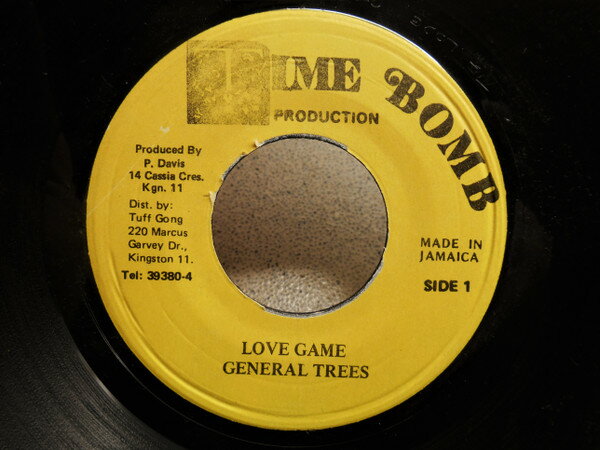 TIME BOMB
PRODUCTION
Produced By
P. Davis
14 Cassia Cres.
Kgn. 11
Dist. by:
Tuff Gong
220 Marcus
Garvey Dr.,
Kingston 11.
Tel: 39380-4
MADE IN
JAMAICA
SIDE 1
LOVE GAME
GENERAL TREES